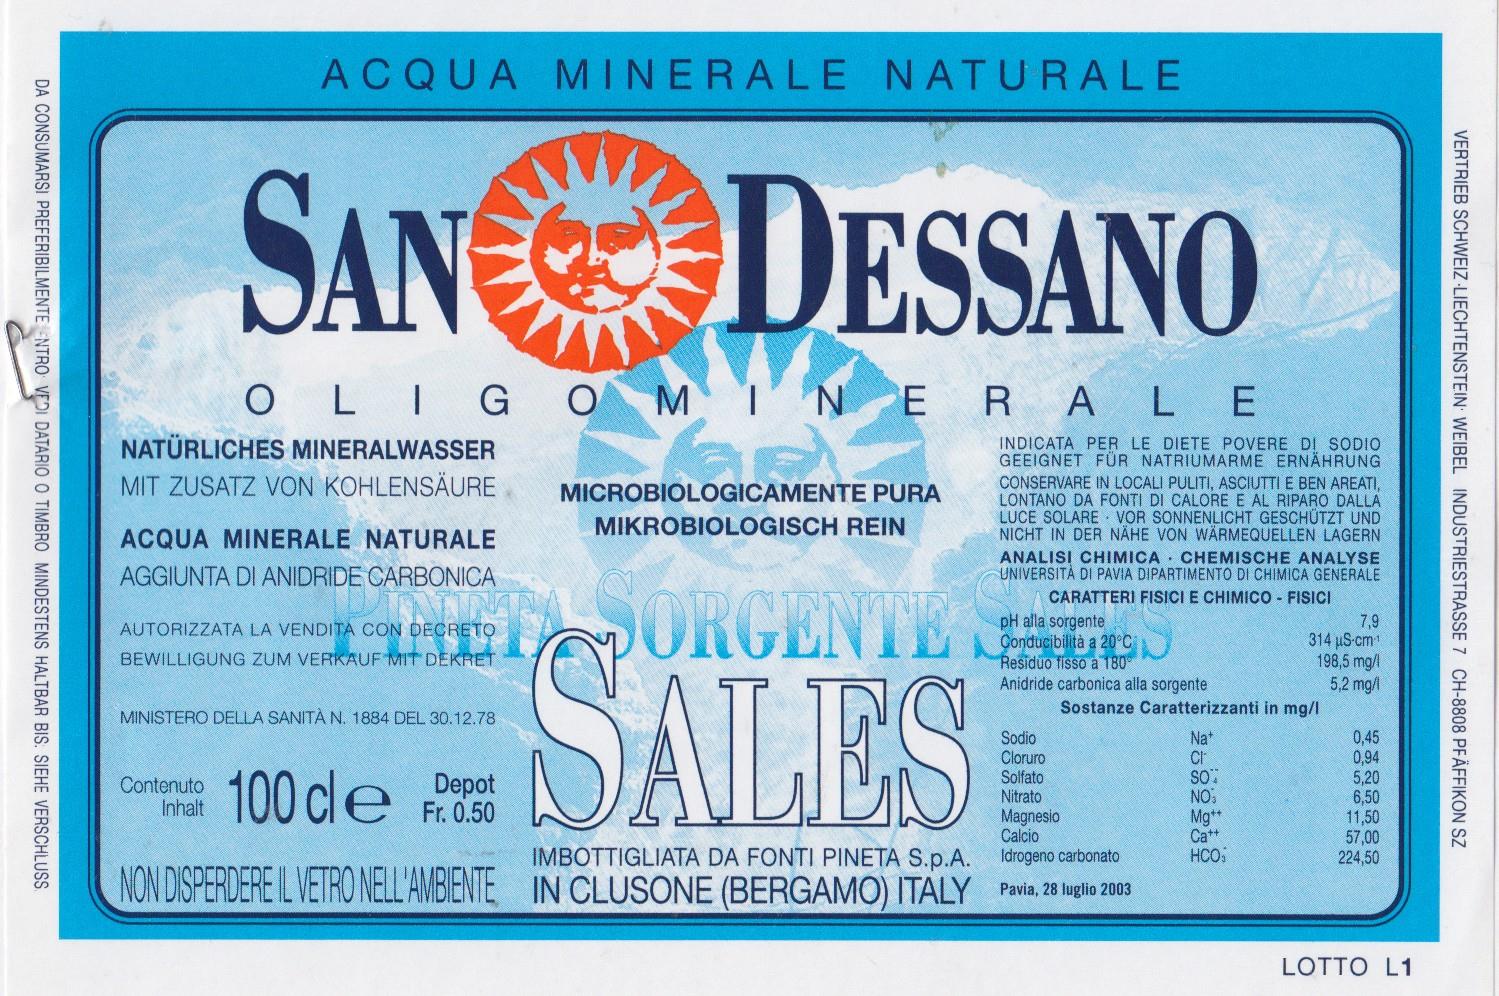 ACQUA MINERALE NATURALE
SAN DESSANO
OLIGOMINERALE
NATÜRLICHES MINERALWASSER
MIT ZUSATZ VON KOHLENSÄURE
ACQUA MINERALE NATURALE
AGGIUNTA DI ANIDRIDE CARBONICA
AUTORIZZATA LA VENDITA CON DECRETO
BEWILLIGUNG ZUM VERKAUF MIT DEKRET
MINISTERO DELLA SANITÀ N. 1884 DEL 30.12.78
Contenuto
Inhalt
100 cl e
Depot
Fr. 0.50
NON DISPERDERE IL VETRO NELL'AMBIENTE
MICROBIOLOGICAMENTE PURA
MIKROBIOLOGISCH REIN
PINETA SORGENTE SALES
SALES
IMBOTTIGLIATA DA FONTI PINETA S.p.A.
IN CLUSONE (BERGAMO) ITALY
INDICATA PER LE DIETE POVERE DI SODIO
GEEIGNET FÜR NATRIUMARME ERNÄHRUNG
CONSERVARE IN LOCALI PULITI, ASCIUTTI E BEN AREATI,
LONTANO DA FONTI DI CALORE E AL RIPARO DALLA
LUCE SOLARE · VOR SONNENLICHT GESCHÜTZT UND
NICHT IN DER NÄHE VON WÄRMEQUELLEN LAGERN
ANALISI CHIMICA · CHEMISCHE ANALYSE
UNIVERSITÀ DI PAVIA DIPARTIMENTO DI CHIMICA GENERALE
CARATTERI FISICI E CHIMICO - FISICI
pH alla sorgente 7,9
Conducibilità a 20°C 314 µS·cm⁻¹
Residuo fisso a 180° 198,5 mg/l
Anidride carbonica alla sorgente 5,2 mg/l
Sostanze Caratterizzanti in mg/l
Sodio Na⁺ 0,45
Cloruro Cl⁻ 0,94
Solfato SO₄⁻⁻ 5,20
Nitrato NO₃⁻ 6,50
Magnesio Mg⁺⁺ 11,50
Calcio Ca⁺⁺ 57,00
Idrogeno carbonato HCO₃⁻ 224,50
Pavia, 28 luglio 2003
DA CONSUMARSI PREFERIBILMENTE ENTRO: VEDI DATARIO O TIMBRO MINDESTENS HALTBAR BIS: SIEHE VERSCHLUSS
VERTRIEB SCHWEIZ·LIECHTENSTEIN: WEIBEL INDUSTRIESTRASSE 7 CH-8808 PFÄFFIKON SZ
LOTTO L1